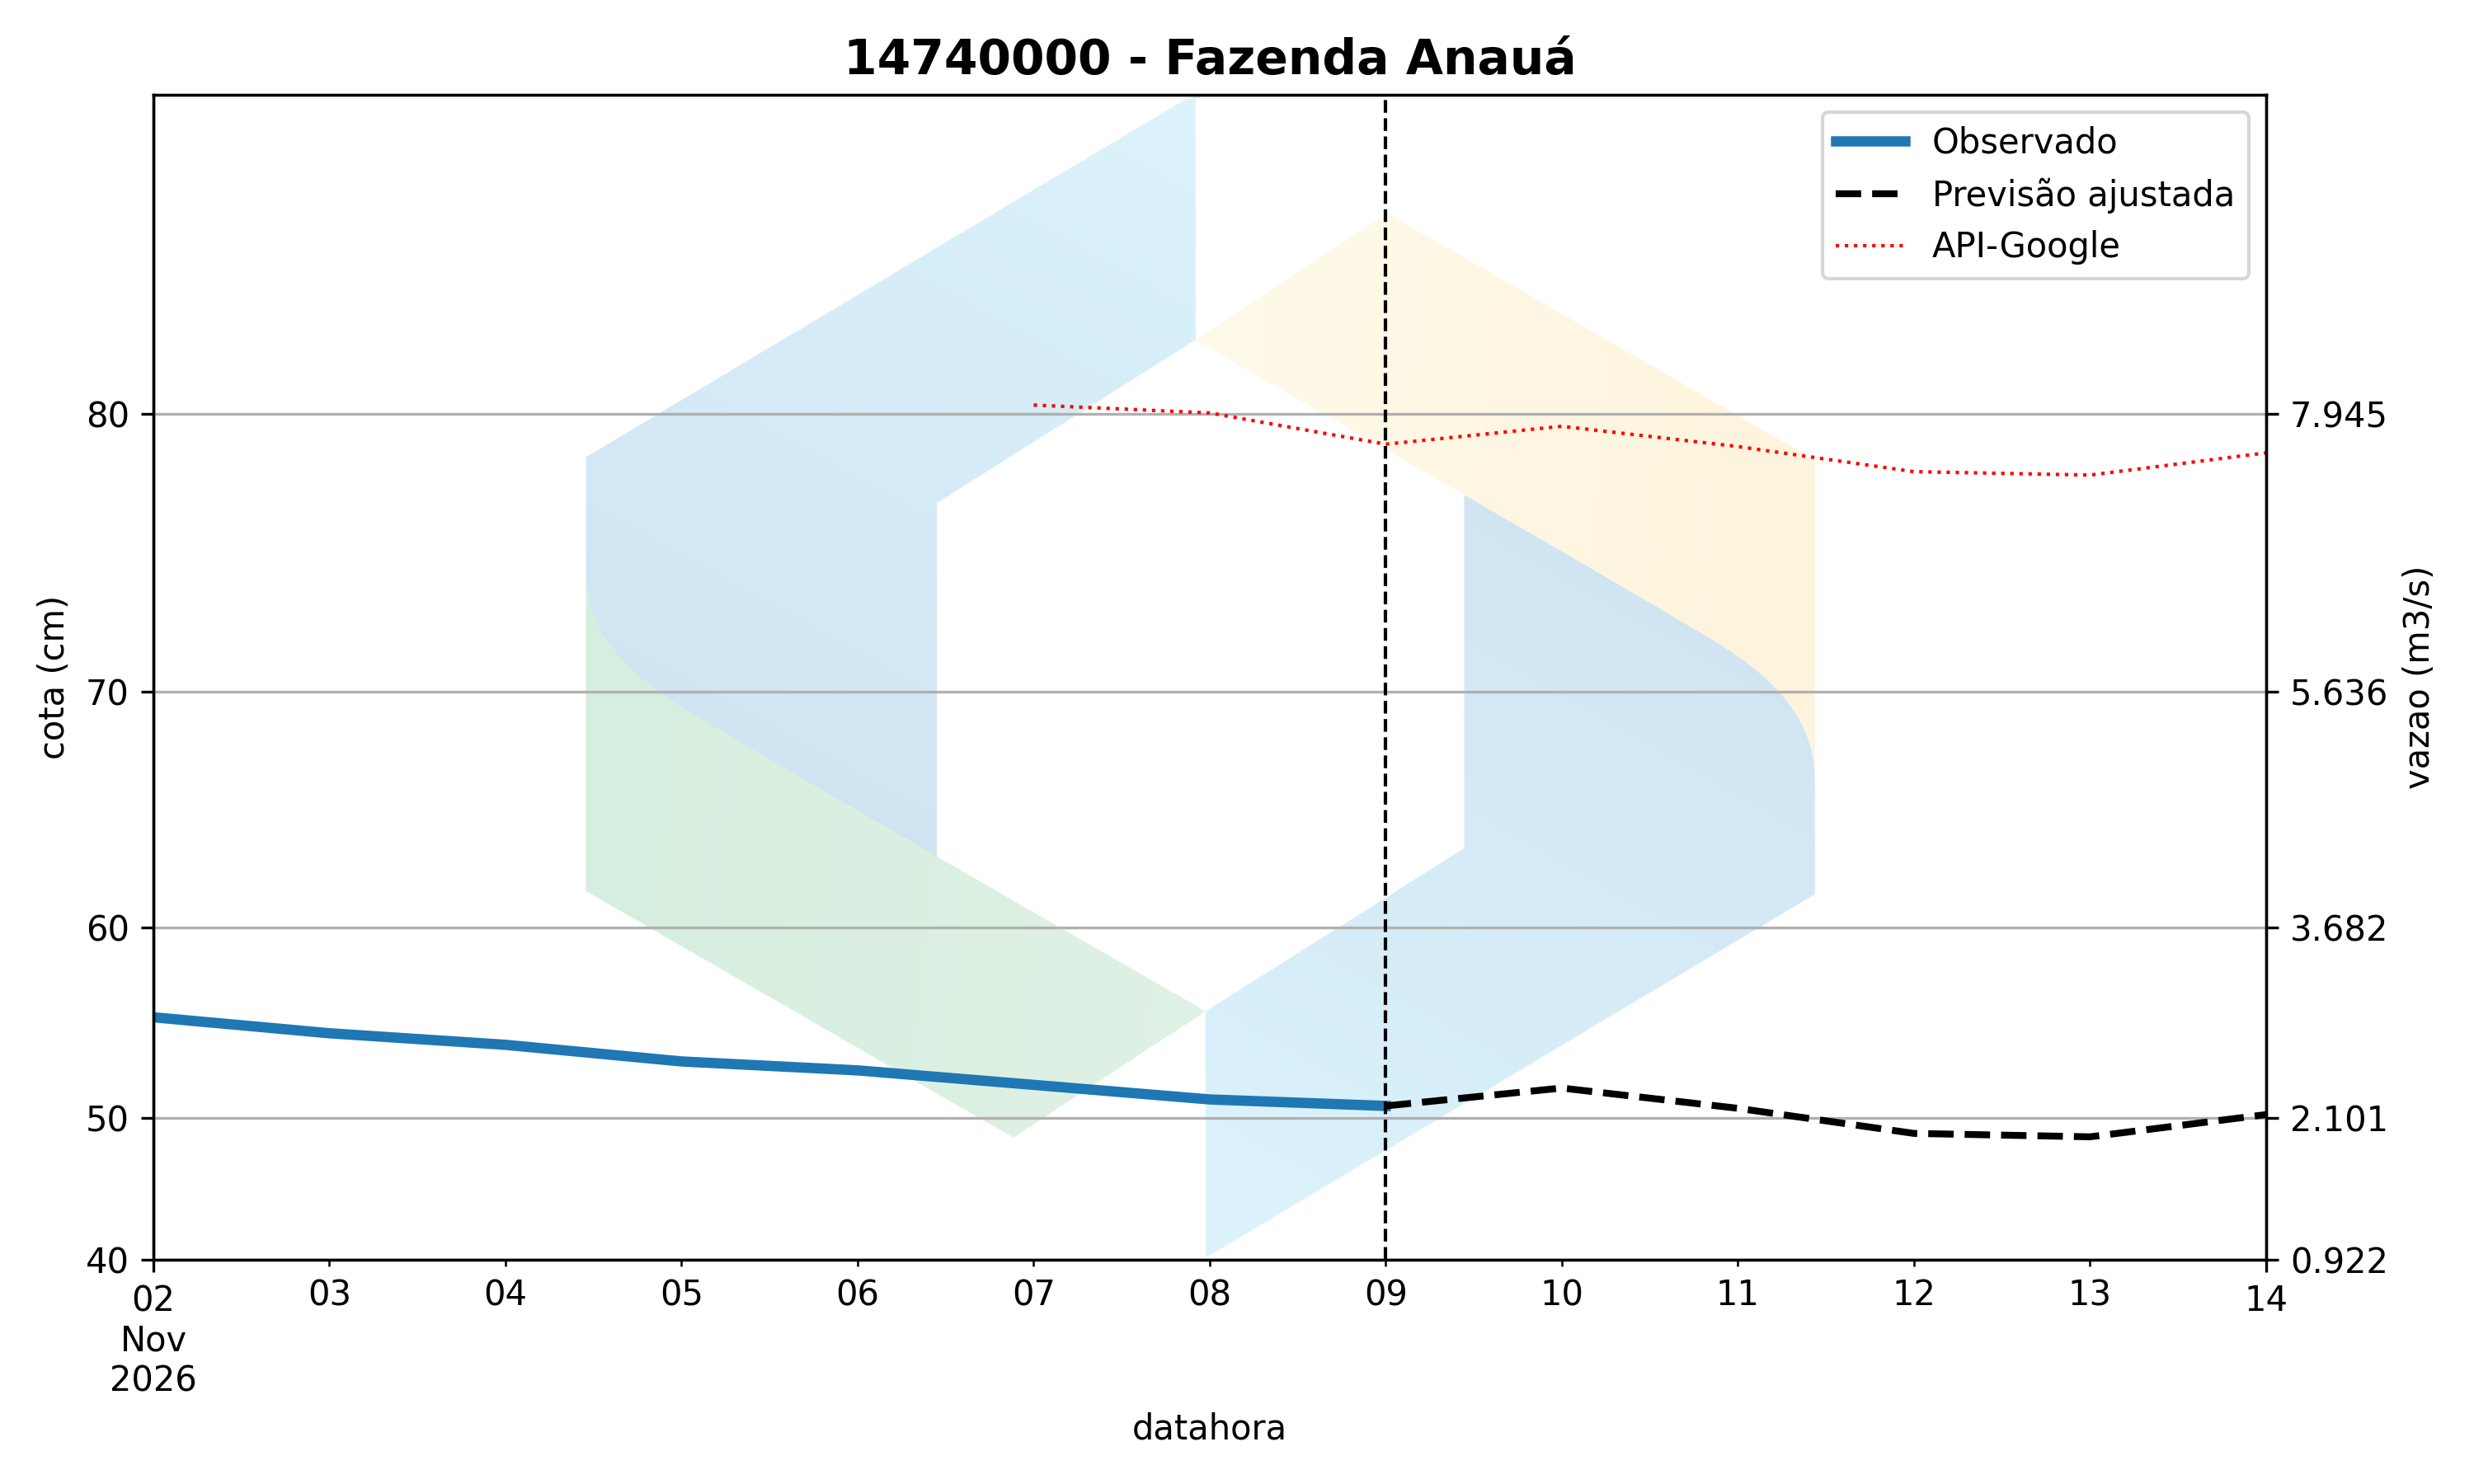 14740000 - Fazenda Anauá
Observado
Previsão ajustada
API-Google
cota (cm)
80
70
60
50
40
7.945
5.636
3.682
2.101
0.922
vazao (m3/s)
02 03 04 05 06 07 08 09 10 11 12 13 14
Nov
2026
datahora